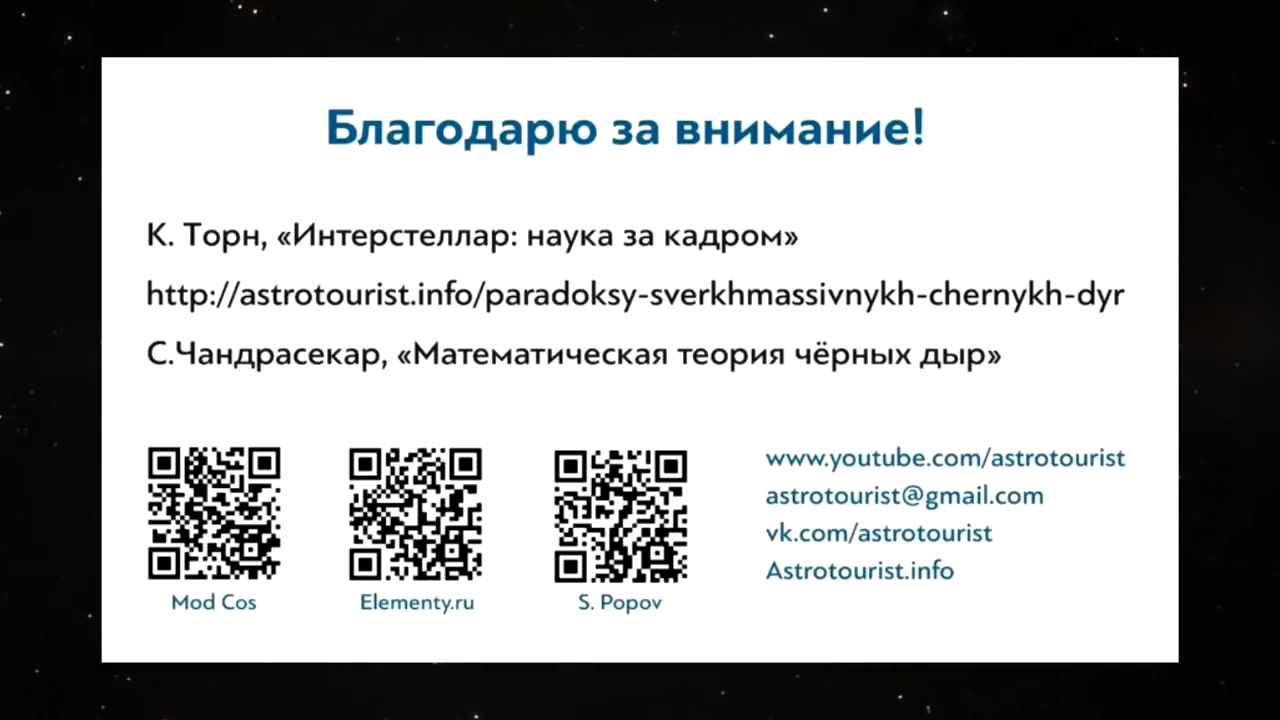 Благодарю за внимание!
К. Торн, «Интерстеллар: наука за кадром»
http://astrotourist.info/paradoksy-sverkhmassivnykh-chernykh-dyr
С.Чандрасекар, «Математическая теория чёрных дыр»
www.youtube.com/astrotourist
astrotourist@gmail.com
vk.com/astrotourist
Astrotourist.info
Mod Cos
Elementy.ru
S. Popov